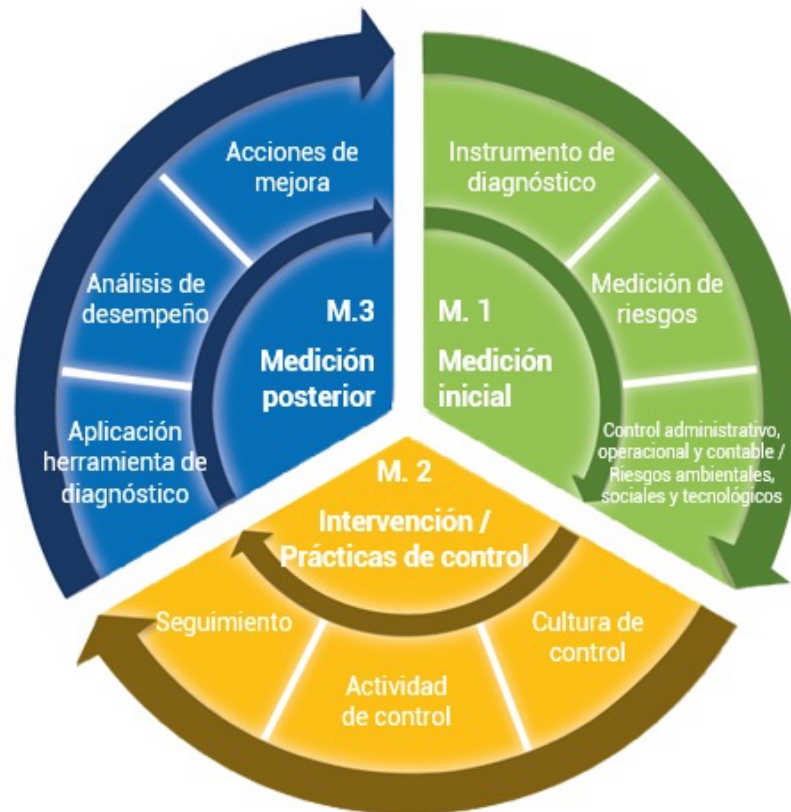 Acciones de
mejora
Análisis de
desempeño
Aplicación
herramienta de
diagnóstico
M.3
Medición
posterior
Instrumento de
diagnóstico
Medición de
riesgos
Control administrativo,
operacional y contable /
Riesgos ambientales,
sociales y tecnológicos
M. 1
Medición
inicial
M. 2
Intervención /
Prácticas de control
Seguimiento
Actividad
de control
Cultura de
control